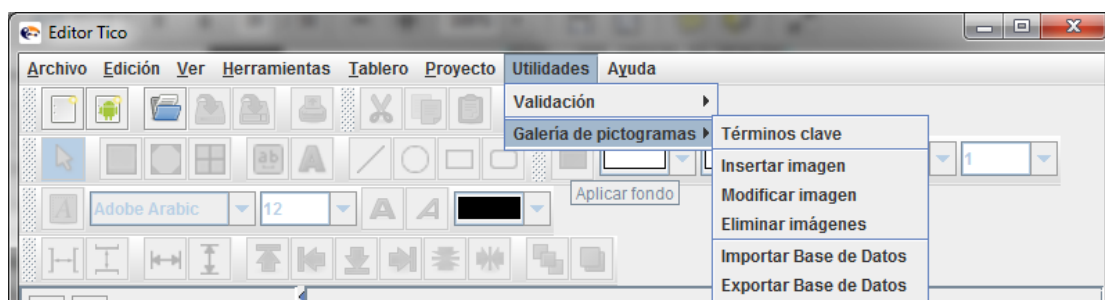 Editor Tico
Archivo Edición Ver Herramientas Tablero Proyecto Utilidades Ayuda
Validación
Galería de pictogramas Términos clave
Insertar imagen
1
ab A
Aplicar fondo
Modificar imagen
A Adobe Arabic 12 A A
Eliminar imágenes
Importar Base de Datos
Exportar Base de Datos